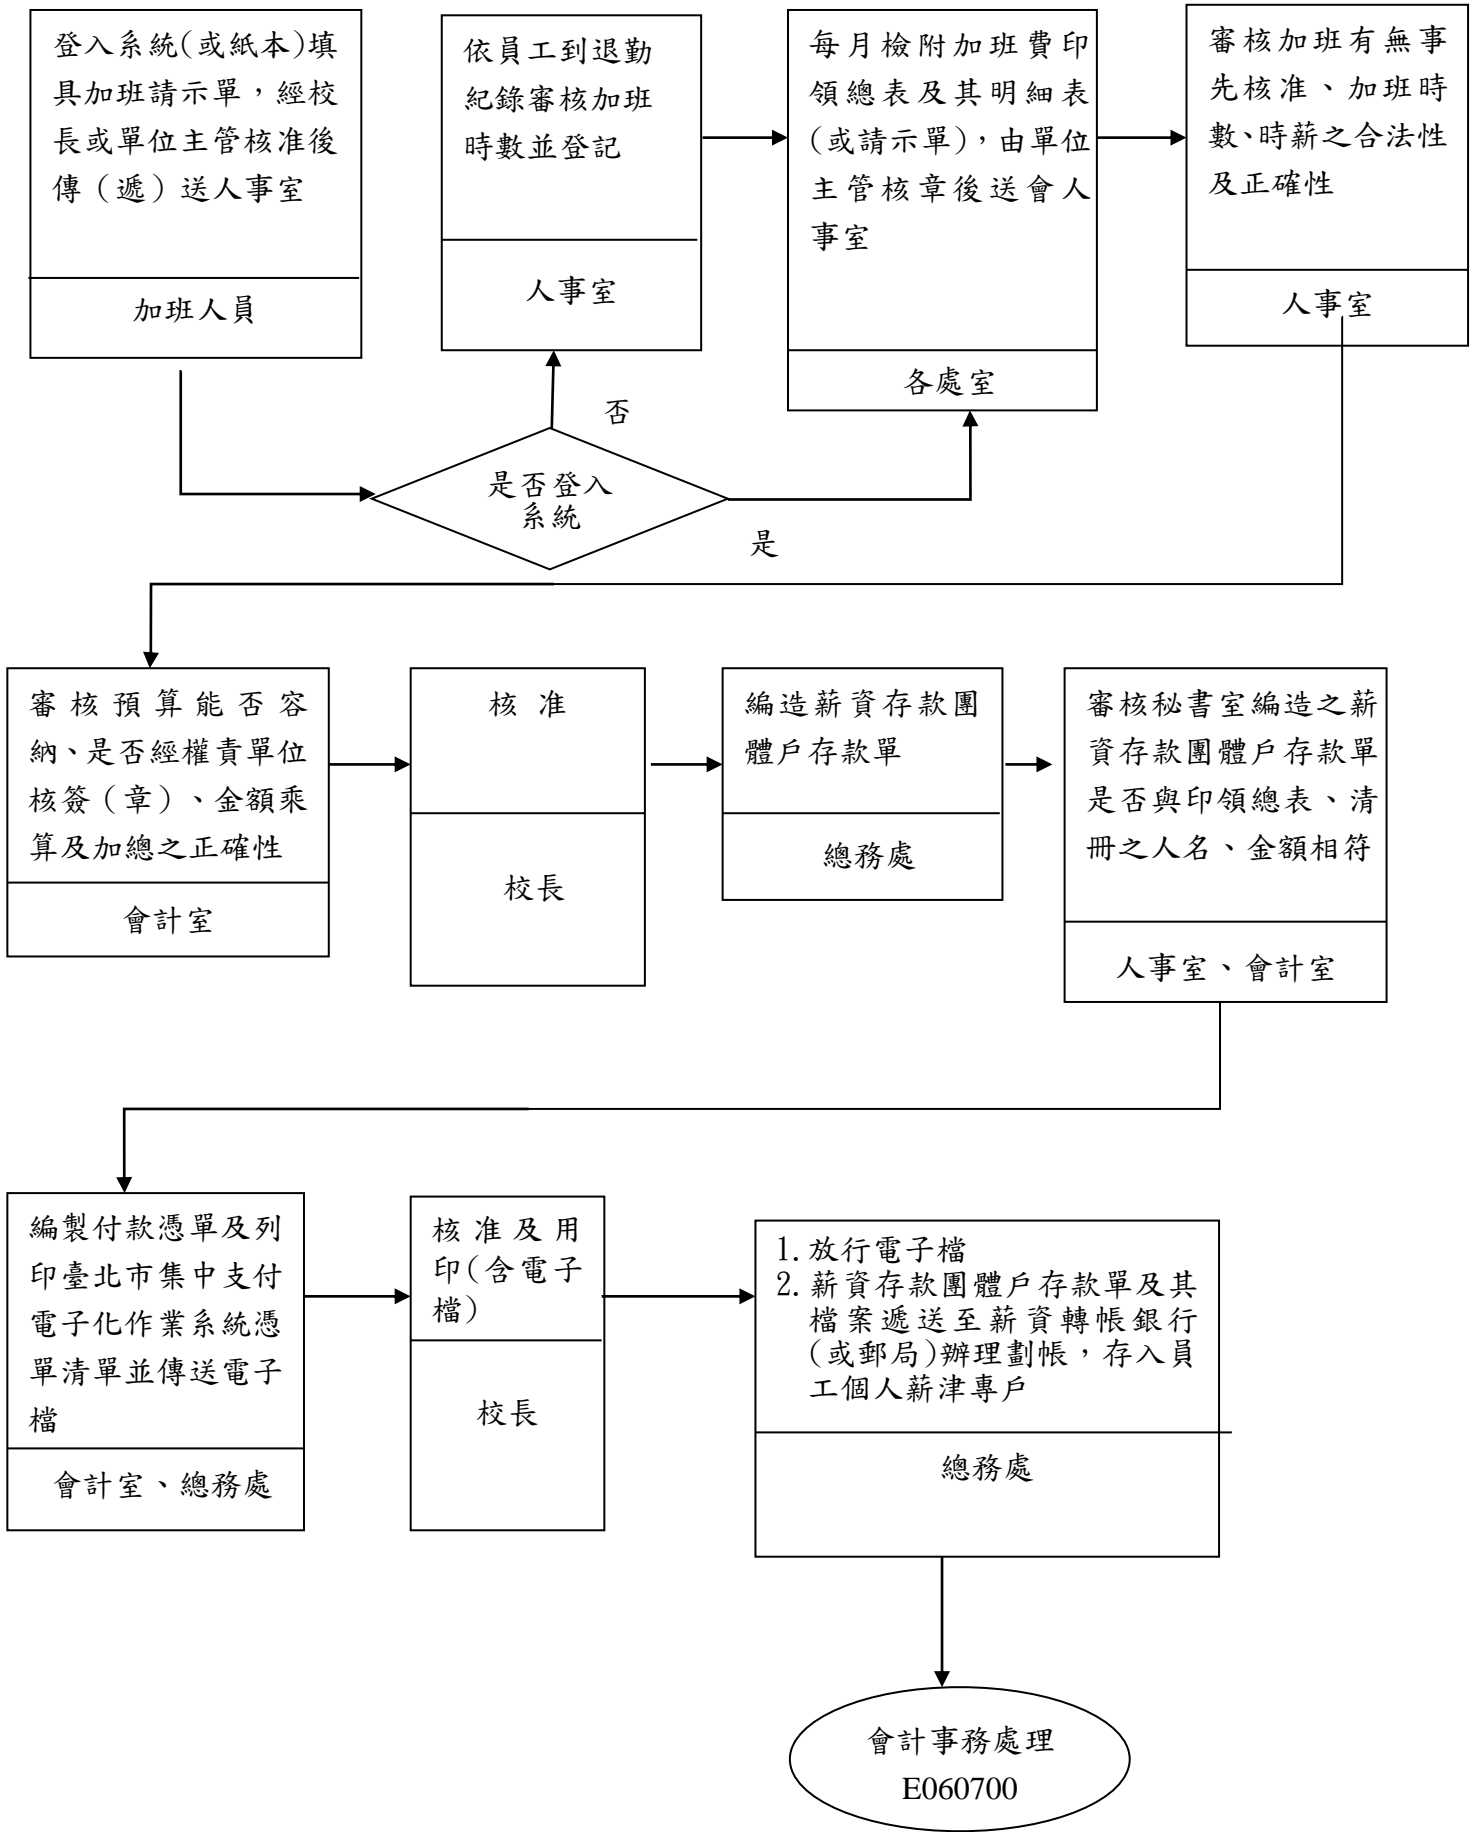 登入系統(或紙本)填
具加班請示單，經校
長或單位主管核准後
傳（遞）送人事室
加班人員
依員工到退勤
紀錄審核加班
時數並登記
人事室
每月檢附加班費印
領總表及其明細表
(或請示單)，由單位
主管核章後送會人
事室
各處室
審核加班有無事
先核准、加班時
數、時薪之合法性
及正確性
人事室
否
是否登入
系統
是
審核預算能否容
納、是否經權責單位
核簽（章）、金額乘
算及加總之正確性
會計室
核准
校長
編造薪資存款團
體戶存款單
總務處
審核秘書室編造之薪
資存款團體戶存款單
是否與印領總表、清
冊之人名、金額相符
人事室、會計室
編製付款憑單及列
印臺北市集中支付
電子化作業系統憑
單清單並傳送電子
檔
會計室、總務處
核准及用
印(含電子
檔)
校長
1.放行電子檔
2.薪資存款團體戶存款單及其
檔案遞送至薪資轉帳銀行
(或郵局)辦理劃帳，存入員
工個人薪津專戶
總務處
會計事務處理
E060700